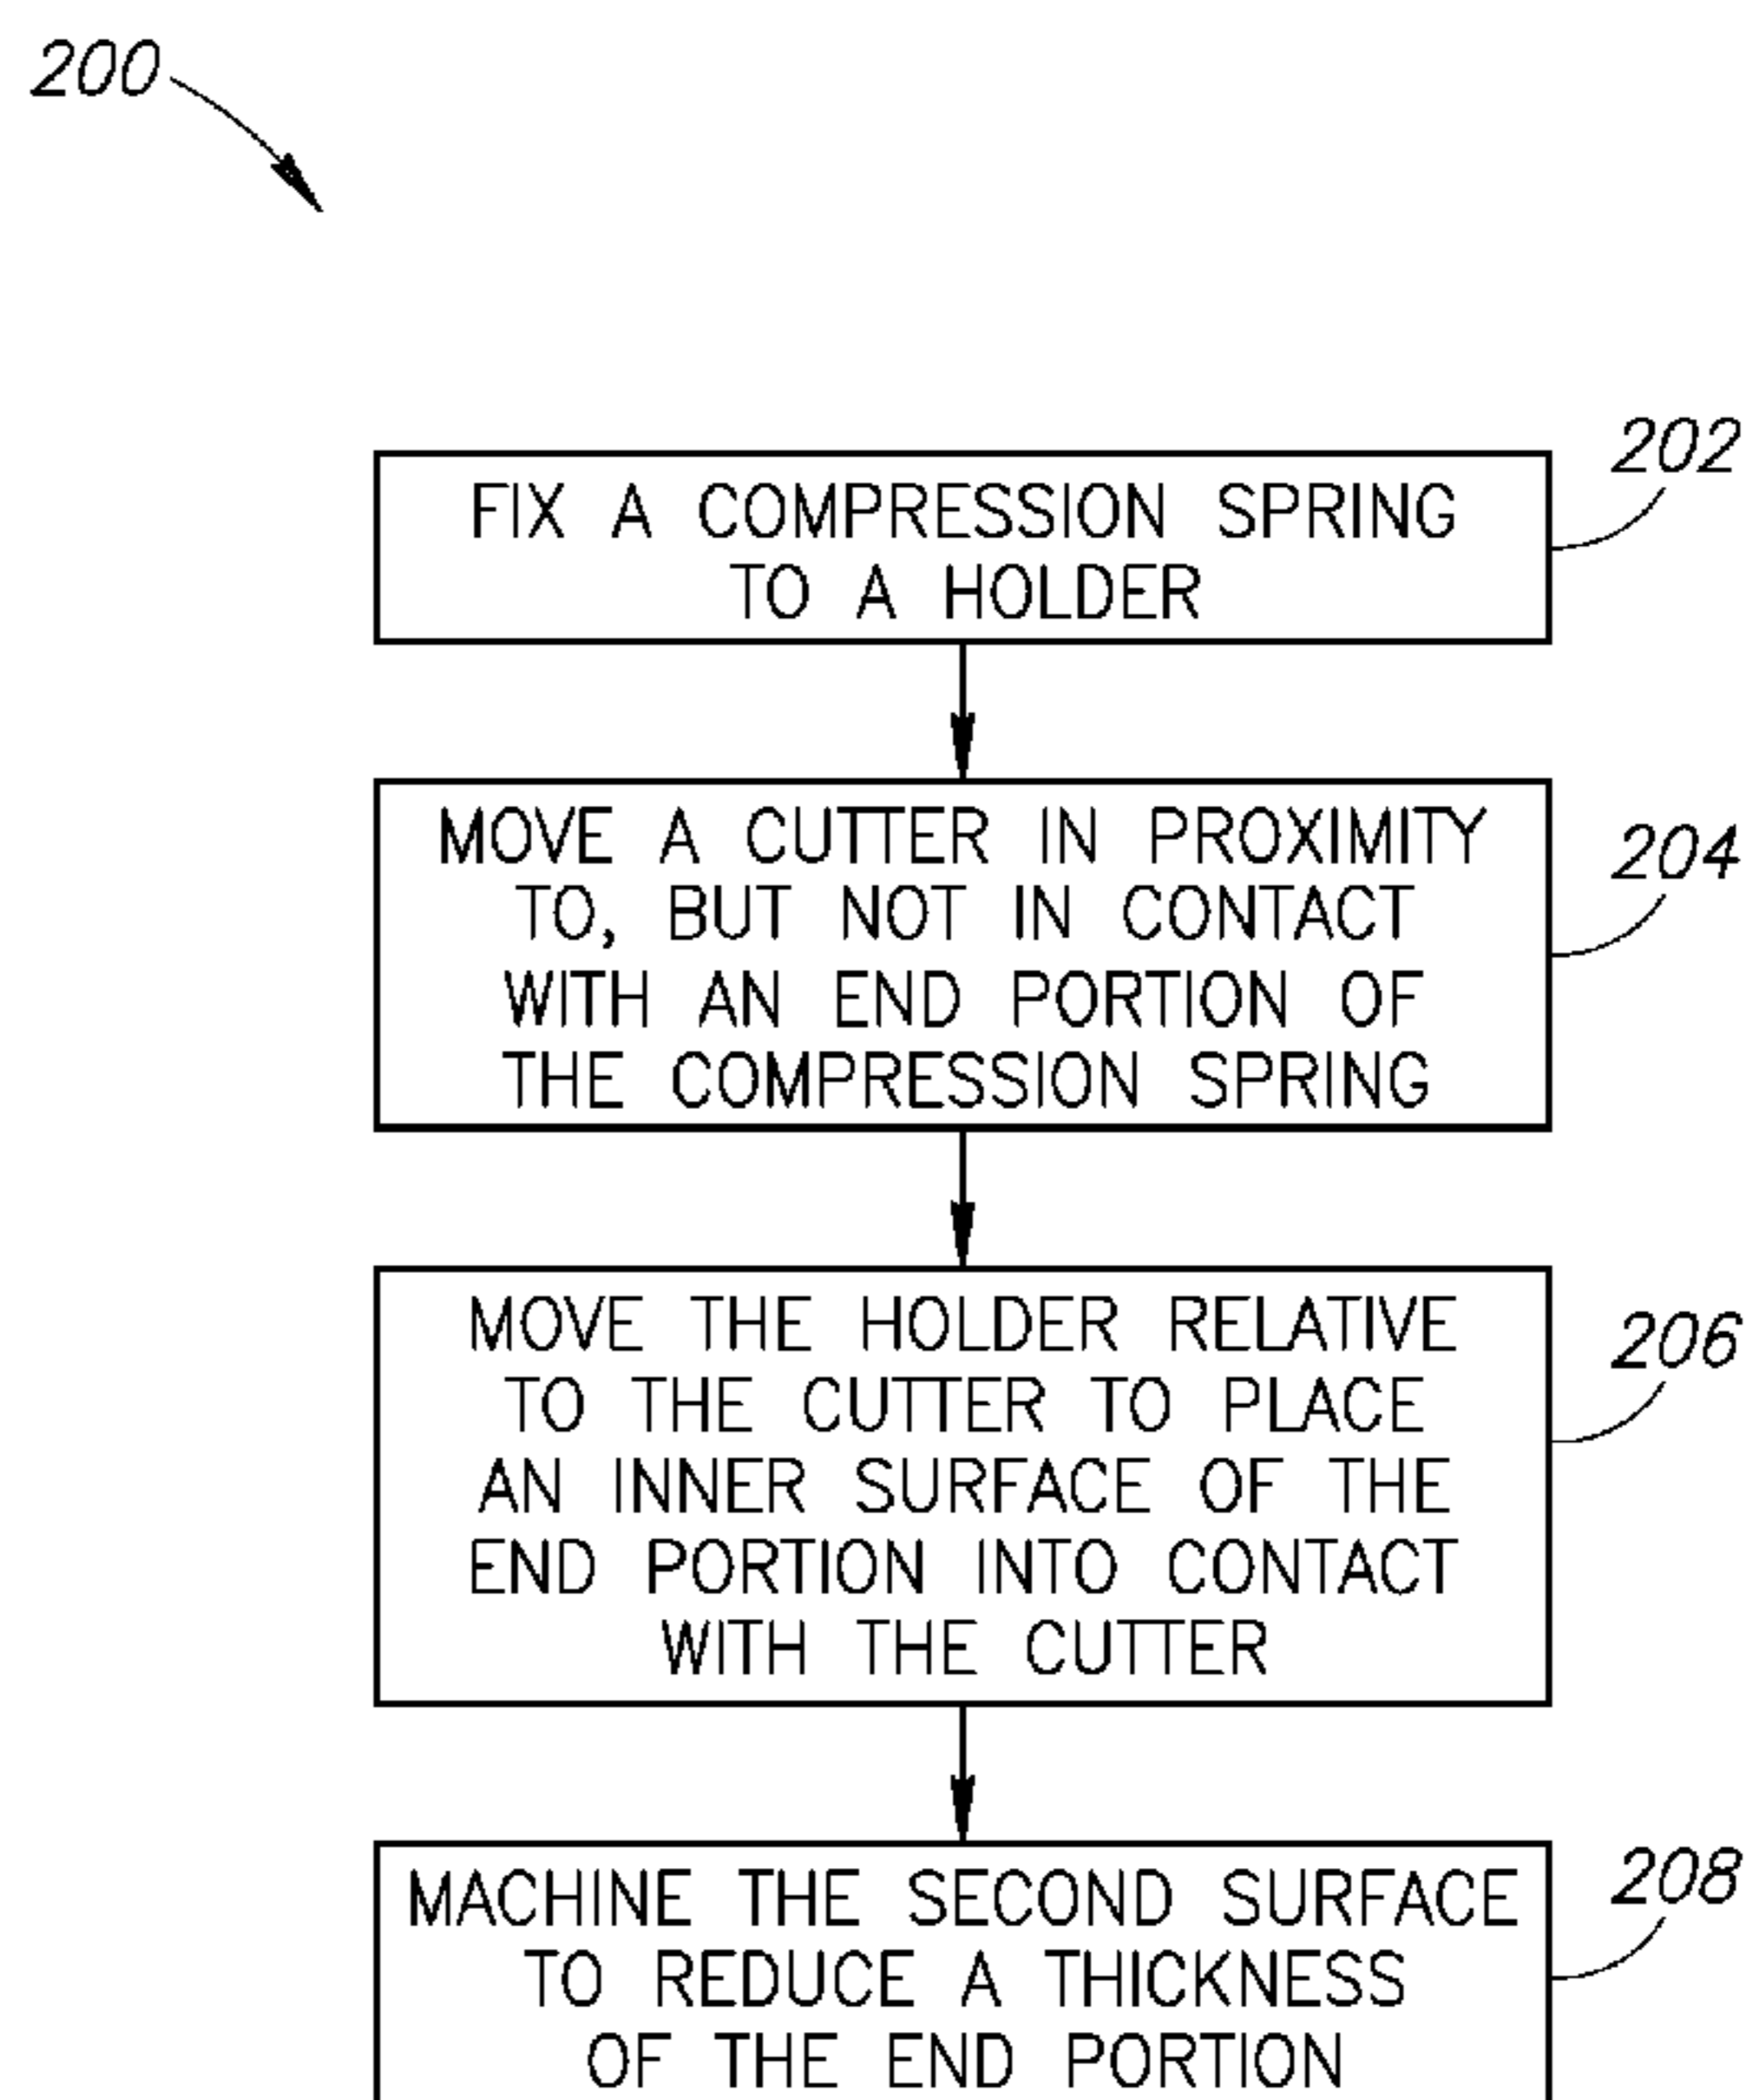 200
202
FIX A COMPRESSION SPRING
TO A HOLDER
204
MOVE A CUTTER IN PROXIMITY
TO, BUT NOT IN CONTACT
WITH AN END PORTION OF
THE COMPRESSION SPRING
206
MOVE THE HOLDER RELATIVE
TO THE CUTTER TO PLACE
AN INNER SURFACE OF THE
END PORTION INTO CONTACT
WITH THE CUTTER
208
MACHINE THE SECOND SURFACE
TO REDUCE A THICKNESS
OF THE END PORTION